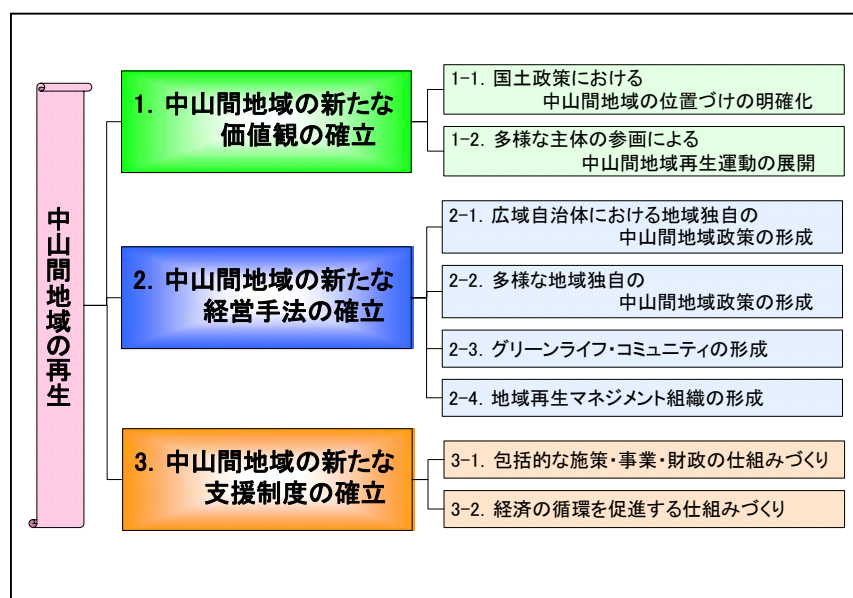 中山間地域の再生
1. 中山間地域の新たな
価値観の確立
1-1. 国土政策における
中山間地域の位置づけの明確化
1-2. 多様な主体の参画による
中山間地域再生運動の展開
2. 中山間地域の新たな
経営手法の確立
2-1. 広域自治体における地域独自の
中山間地域政策の形成
2-2. 多様な地域独自の
中山間地域政策の形成
2-3. グリーンライフ・コミュニティの形成
2-4. 地域再生マネジメント組織の形成
3. 中山間地域の新たな
支援制度の確立
3-1. 包括的な施策・事業・財政の仕組みづくり
3-2. 経済の循環を促進する仕組みづくり